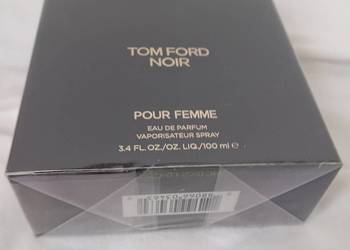 TOM FORD
NOIR
POUR FEMME
EAU DE PARFUM
VAPORISATEUR SPRAY
3.4 FL.OZ./OZ. LIQ./100 ml ℮